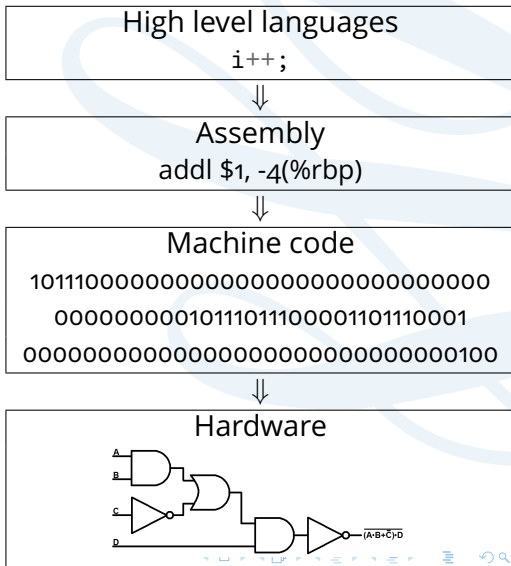 High level languages
i++;
⇓
Assembly
addl $1, -4(%rbp)
⇓
Machine code
10111000000000000000000000000000
00000000010111011100001101110001
00000000000000000000000000000100
⇓
Hardware
A
B
C
D
(A·B+C̅)·D